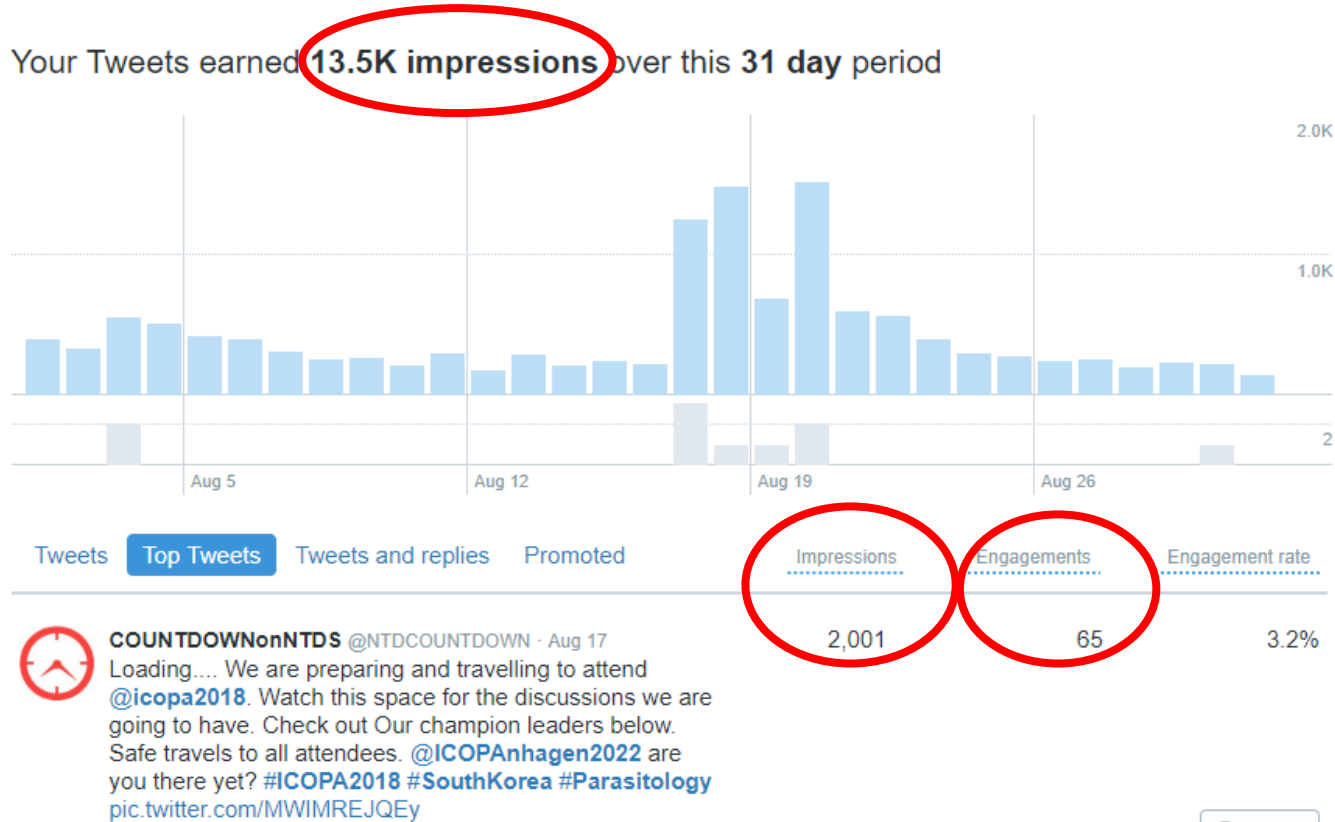 Your Tweets earned 13.5K impressions over this 31 day period
2.0K
1.0K
2
Aug 5 Aug 12 Aug 19 Aug 26
Tweets Top Tweets Tweets and replies Promoted Impressions Engagements Engagement rate
COUNTDOWNonNTDS @NTDCOUNTDOWN · Aug 17 2,001 65 3.2%
Loading.... We are preparing and travelling to attend
@icopa2018. Watch this space for the discussions we are
going to have. Check out Our champion leaders below.
Safe travels to all attendees. @ICOPAnhagen2022 are
you there yet? #ICOPA2018 #SouthKorea #Parasitology
pic.twitter.com/MWIMREJQEy